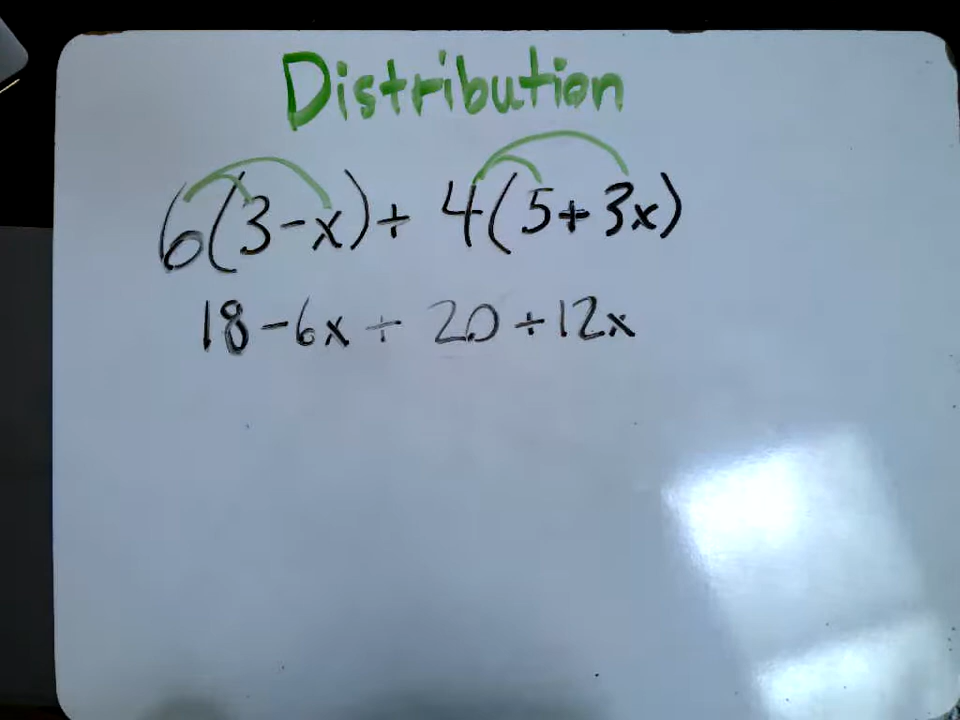 Distribution
6(3-x)+ 4(5+3x)
18-6x + 20 +12x